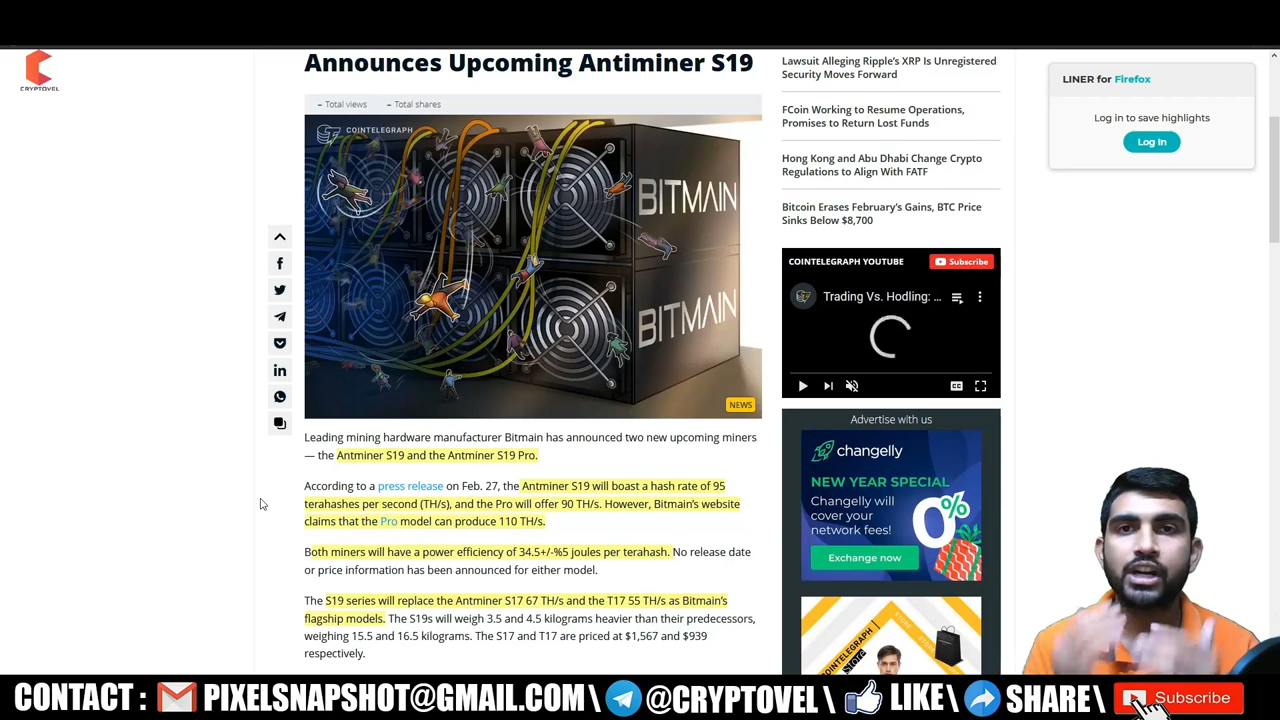 CRYPTOVEL
Announces Upcoming Antiminer S19
– Total views – Total shares
COINTELEGRAPH
BITMAIN
BITMAIN
NEWS
Leading mining hardware manufacturer Bitmain has announced two new upcoming miners
— the Antminer S19 and the Antminer S19 Pro.
According to a press release on Feb. 27, the Antminer S19 will boast a hash rate of 95
terahashes per second (TH/s), and the Pro will offer 90 TH/s. However, Bitmain's website
claims that the Pro model can produce 110 TH/s.
Both miners will have a power efficiency of 34.5+/-%5 joules per terahash. No release date
or price information has been announced for either model.
The S19 series will replace the Antminer S17 67 TH/s and the T17 55 TH/s as Bitmain's
flagship models. The S19s will weigh 3.5 and 4.5 kilograms heavier than their predecessors,
weighing 15.5 and 16.5 kilograms. The S17 and T17 are priced at $1,567 and $939
respectively.
Lawsuit Alleging Ripple's XRP Is Unregistered
Security Moves Forward
FCoin Working to Resume Operations,
Promises to Return Lost Funds
Hong Kong and Abu Dhabi Change Crypto
Regulations to Align With FATF
Bitcoin Erases February's Gains, BTC Price
Sinks Below $8,700
COINTELEGRAPH YOUTUBE
Subscribe
Trading Vs. Hodling: ...
Advertise with us
changelly
NEW YEAR SPECIAL
Changelly will
cover your
network fees!
0%
Exchange now
STORE
Store
LINER for Firefox
Log in to save highlights
Log In
CONTACT : PIXELSNAPSHOT@GMAIL.COM\ @CRYPTOVEL\ LIKE\ SHARE\ Subscribe